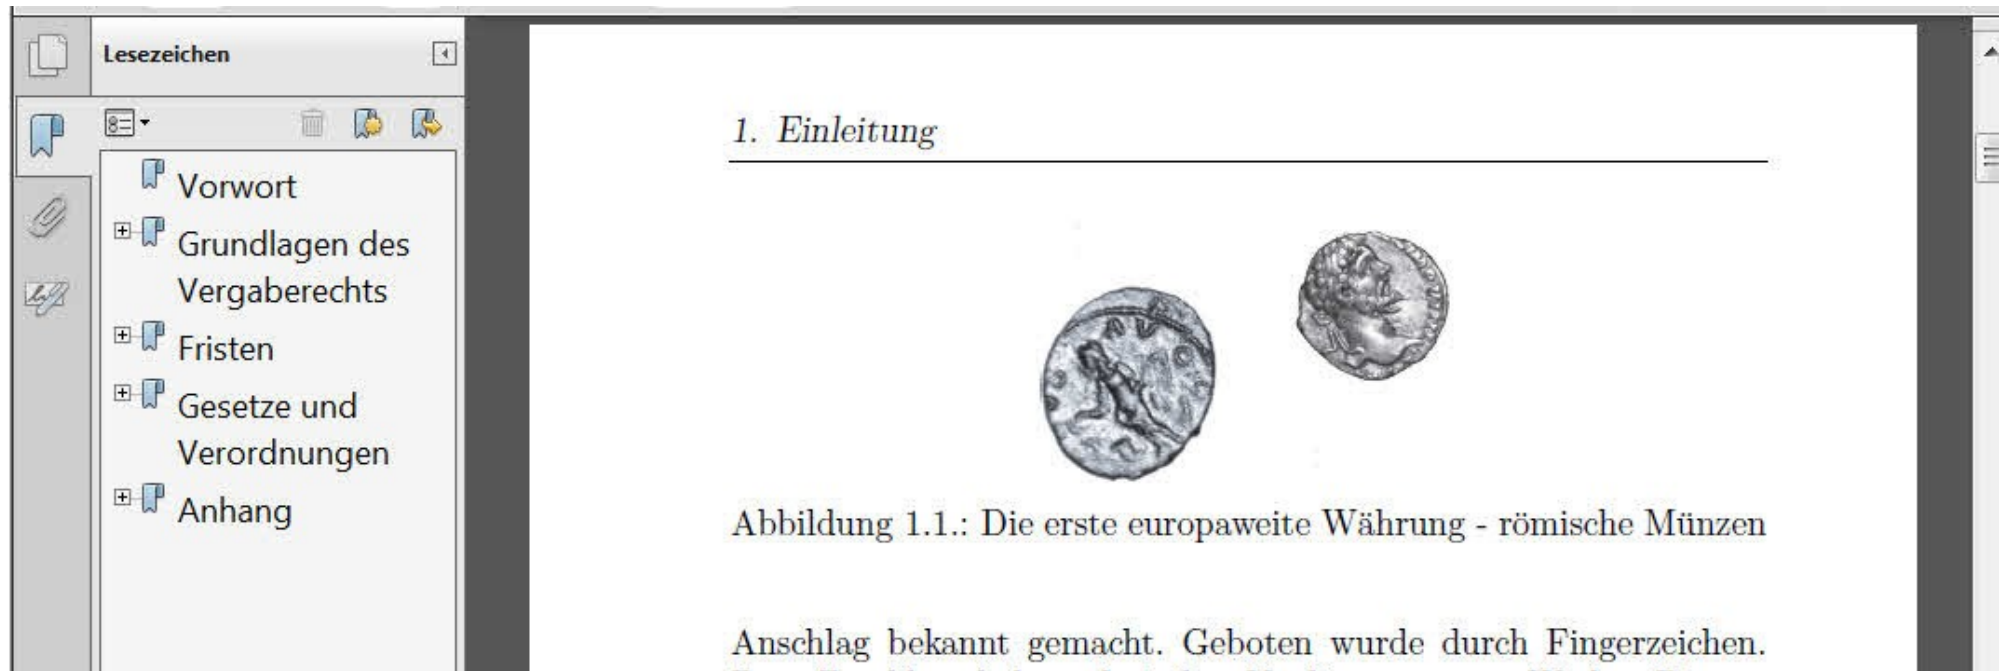 Lesezeichen
Vorwort
Grundlagen des
Vergaberechts
Fristen
Gesetze und
Verordnungen
Anhang
1. Einleitung
Abbildung 1.1.: Die erste europaweite Währung - römische Münzen
Anschlag bekannt gemacht. Geboten wurde durch Fingerzeichen.